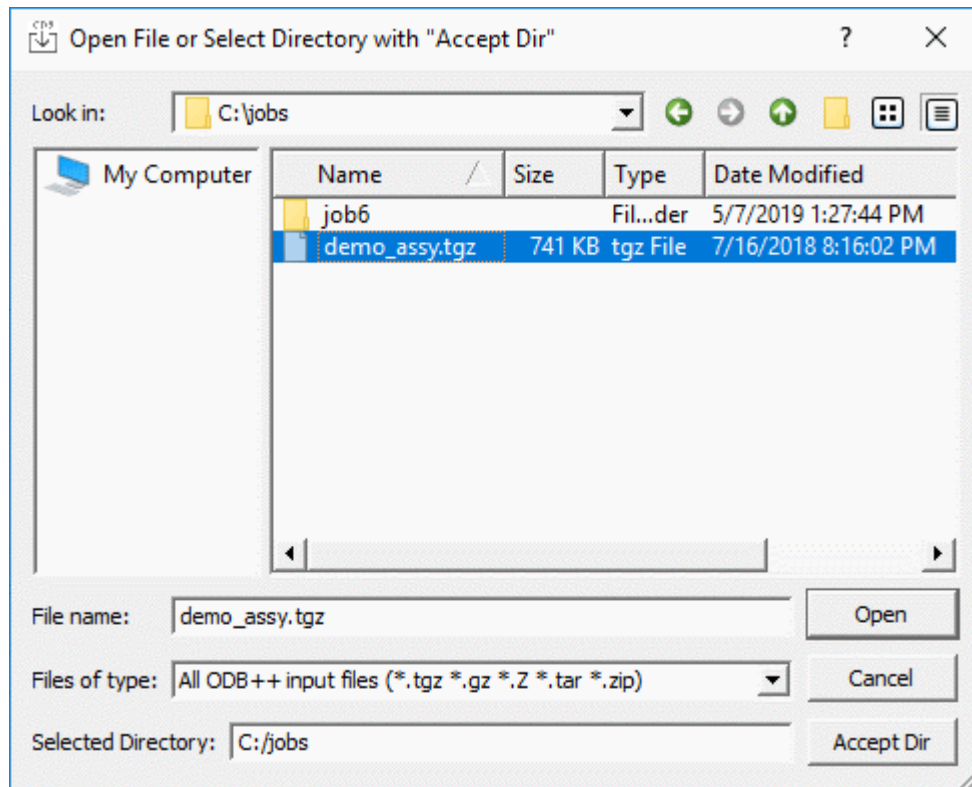 Open File or Select Directory with "Accept Dir" ?
Look in: C:\jobs
My Computer Name Size Type Date Modified
job6 Fil...der 5/7/2019 1:27:44 PM
demo_assy.tgz 741 KB tgz File 7/16/2018 8:16:02 PM
File name: demo_assy.tgz Open
Files of type: All ODB++ input files (*.tgz *.gz *.Z *.tar *.zip) Cancel
Selected Directory: C:/jobs Accept Dir